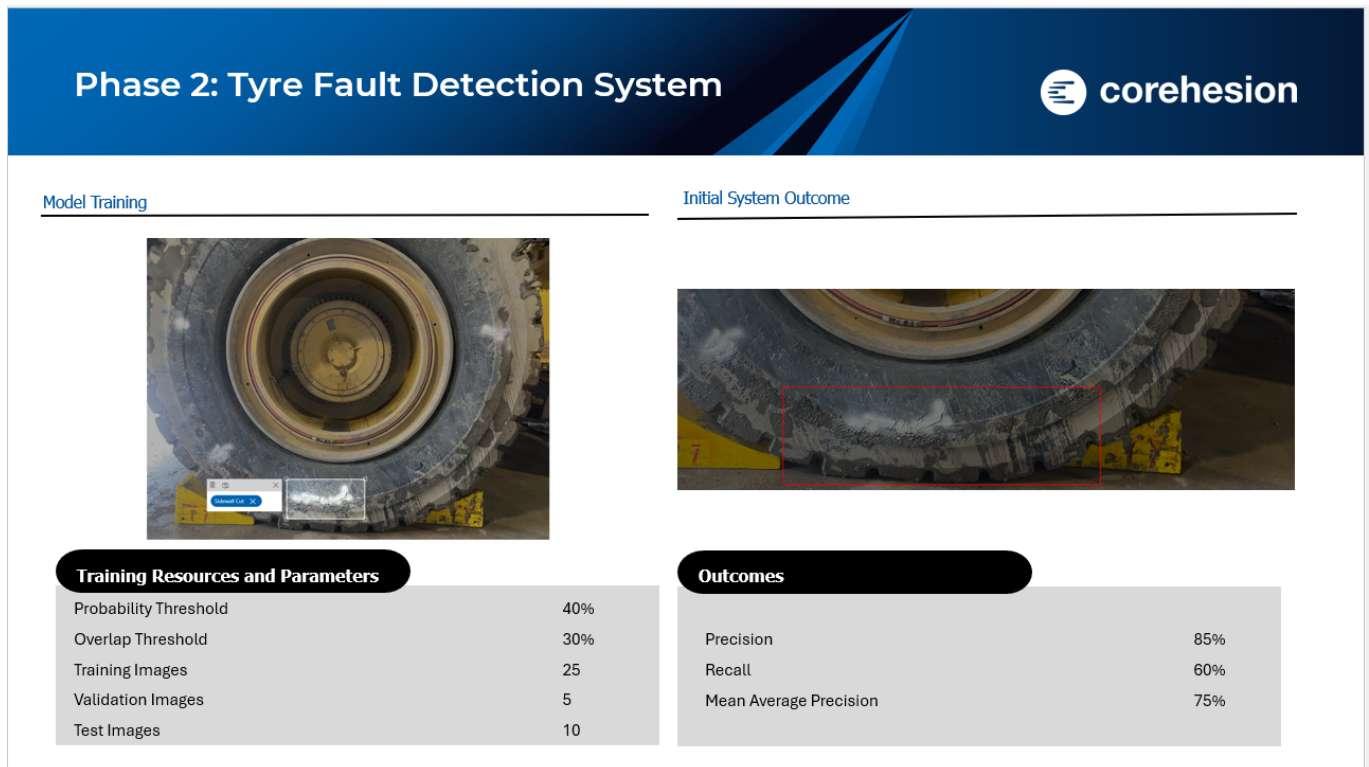 Phase 2: Tyre Fault Detection System
corehesion
Model Training
Initial System Outcome
Sidewall Cut
7
Training Resources and Parameters
Probability Threshold 40%
Overlap Threshold 30%
Training Images 25
Validation Images 5
Test Images 10
Outcomes
Precision 85%
Recall 60%
Mean Average Precision 75%